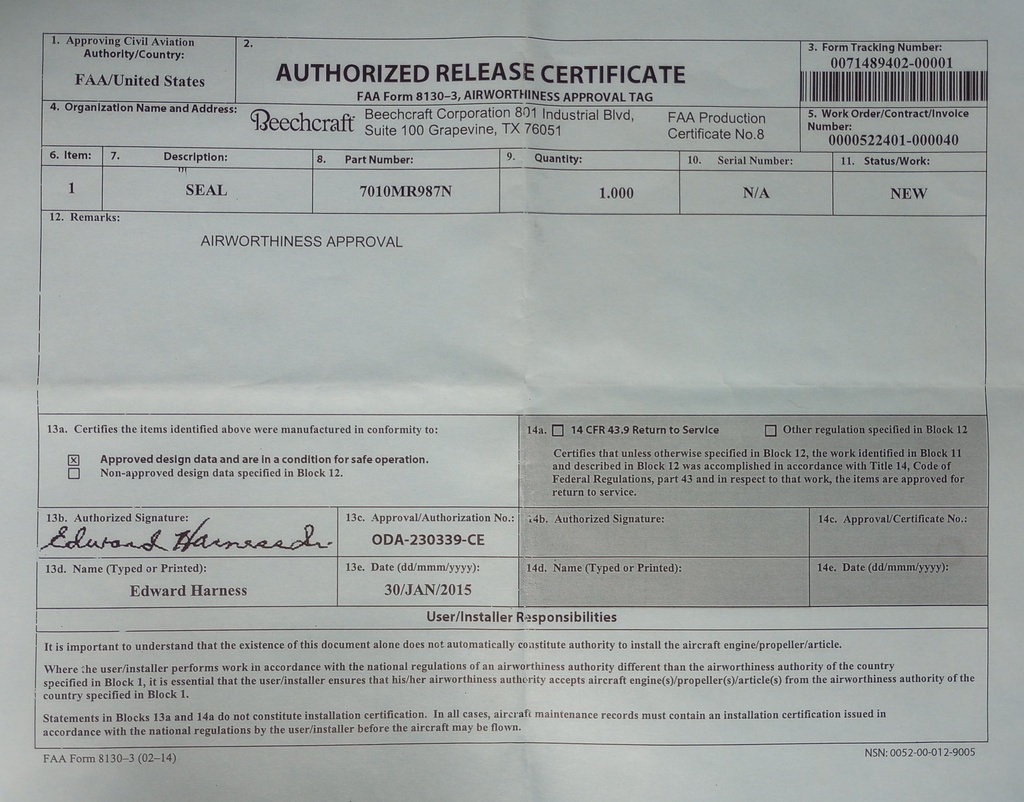 1. Approving Civil Aviation
Authority/Country:
FAA/United States
2.
AUTHORIZED RELEASE CERTIFICATE
FAA Form 8130–3, AIRWORTHINESS APPROVAL TAG
3. Form Tracking Number:
0071489402-00001
4. Organization Name and Address:
Beechcraft
Beechcraft Corporation 801 Industrial Blvd,
Suite 100 Grapevine, TX 76051
FAA Production
Certificate No.8
5. Work Order/Contract/Invoice
Number:
0000522401-000040
6. Item: 7. Description: 8. Part Number: 9. Quantity: 10. Serial Number: 11. Status/Work:
1 SEAL 7010MR987N 1.000 N/A NEW
12. Remarks:
AIRWORTHINESS APPROVAL
13a. Certifies the items identified above were manufactured in conformity to:
Approved design data and are in a condition for safe operation.
Non-approved design data specified in Block 12.
14a. 14 CFR 43.9 Return to Service Other regulation specified in Block 12
Certifies that unless otherwise specified in Block 12, the work identified in Block 11
and described in Block 12 was accomplished in accordance with Title 14, Code of
Federal Regulations, part 43 and in respect to that work, the items are approved for
return to service.
13b. Authorized Signature:
Edward Harness Jr.
13c. Approval/Authorization No.:
ODA-230339-CE
14b. Authorized Signature:
14c. Approval/Certificate No.:
13d. Name (Typed or Printed):
Edward Harness
13e. Date (dd/mmm/yyyy):
30/JAN/2015
14d. Name (Typed or Printed):
14e. Date (dd/mmm/yyyy):
User/Installer Responsibilities
It is important to understand that the existence of this document alone does not automatically constitute authority to install the aircraft engine/propeller/article.
Where the user/installer performs work in accordance with the national regulations of an airworthiness authority different than the airworthiness authority of the country
specified in Block 1, it is essential that the user/installer ensures that his/her airworthiness authority accepts aircraft engine(s)/propeller(s)/article(s) from the airworthiness authority of the
country specified in Block 1.
Statements in Blocks 13a and 14a do not constitute installation certification. In all cases, aircraft maintenance records must contain an installation certification issued in
accordance with the national regulations by the user/installer before the aircraft may be flown.
FAA Form 8130–3 (02–14)
NSN: 0052-00-012-9005